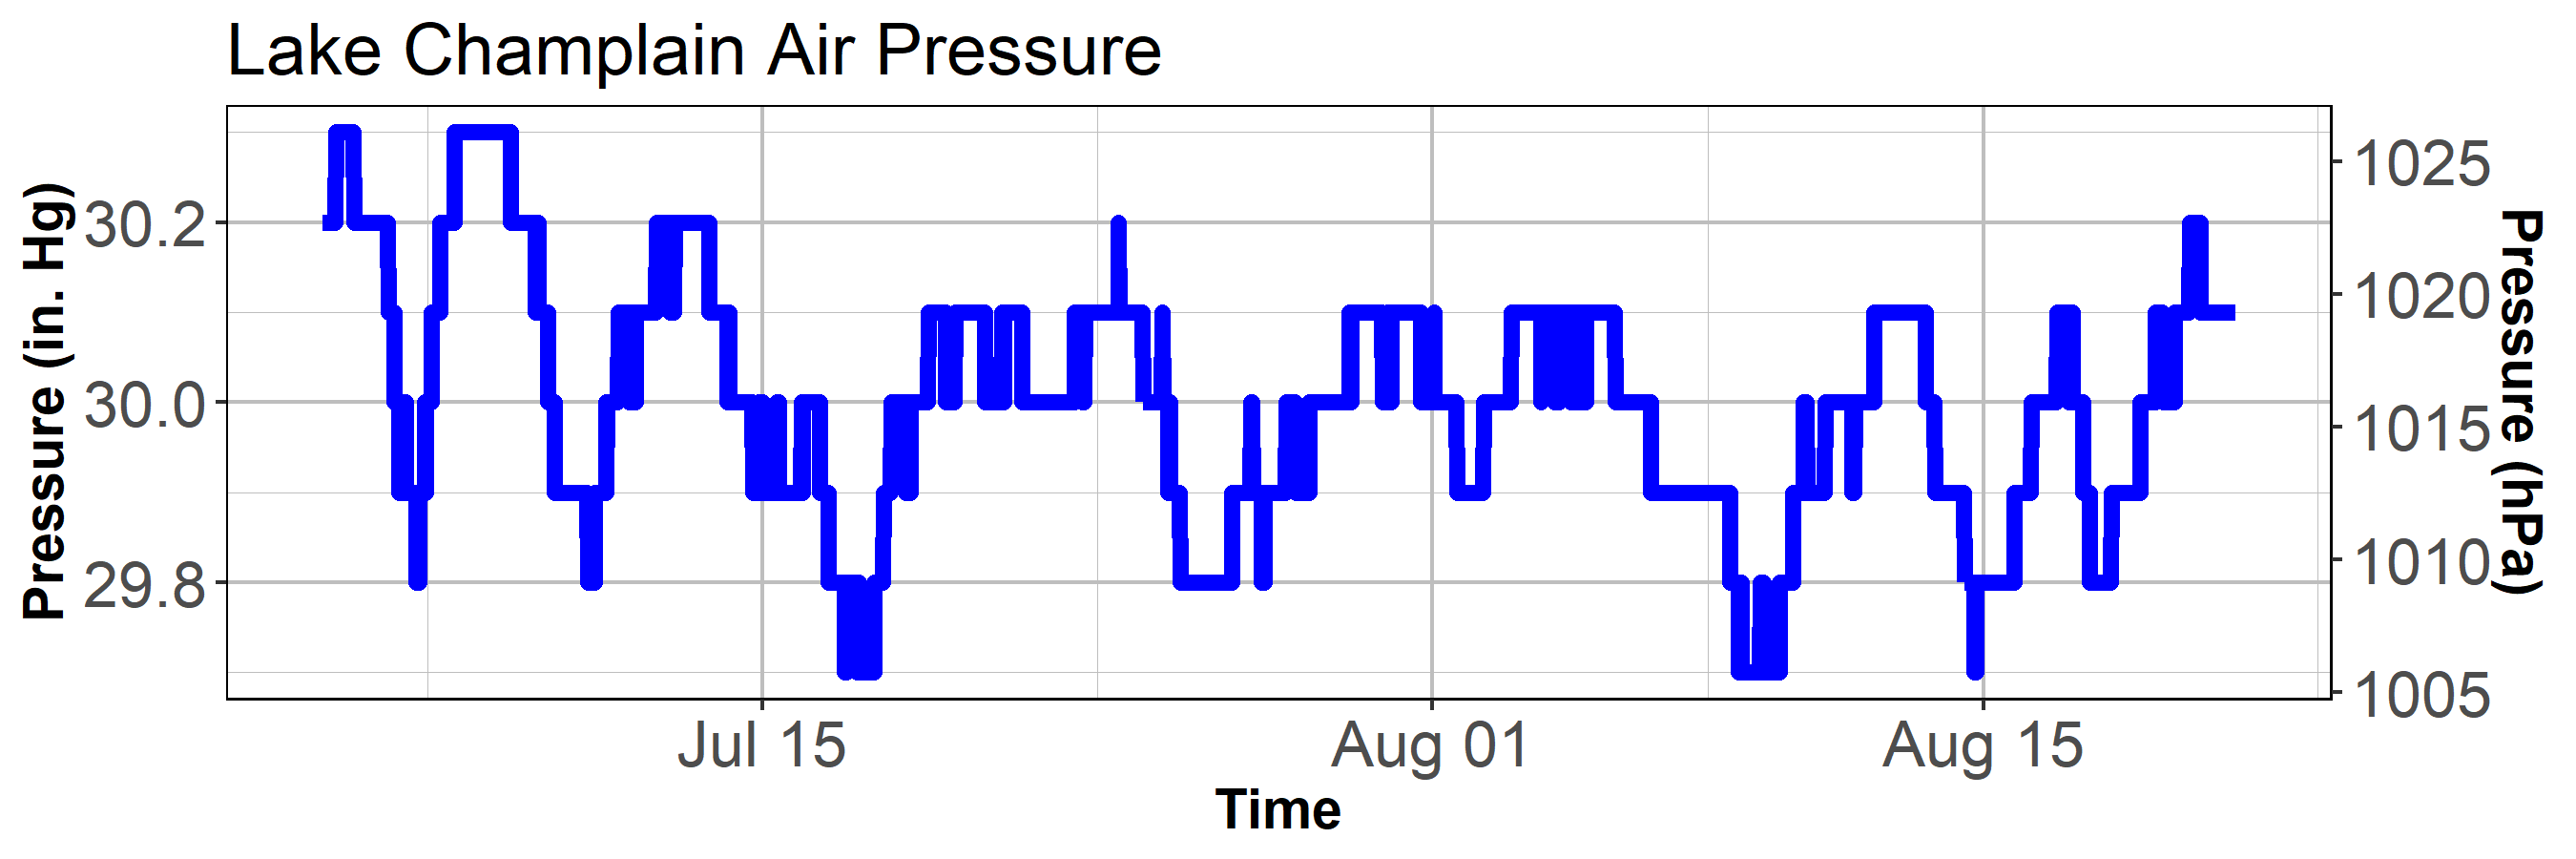 Lake Champlain Air Pressure
Pressure (in. Hg)
30.2
30.0
29.8
1025
1020
1015
1010
1005
Pressure (hPa)
Jul 15
Aug 01
Aug 15
Time